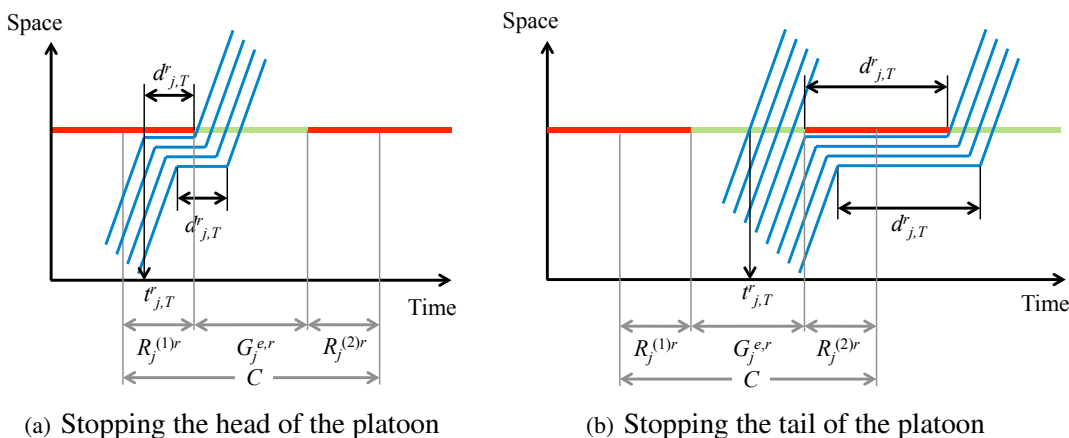 Space
d^r_{j,T}
d^r_{j,T}
t^r_{j,T}
Time
R_j^{(1)r}
G_j^{e,r}
R_j^{(2)r}
C
(a) Stopping the head of the platoon
Space
d^r_{j,T}
d^r_{j,T}
t^r_{j,T}
Time
R_j^{(1)r}
G_j^{e,r}
R_j^{(2)r}
C
(b) Stopping the tail of the platoon